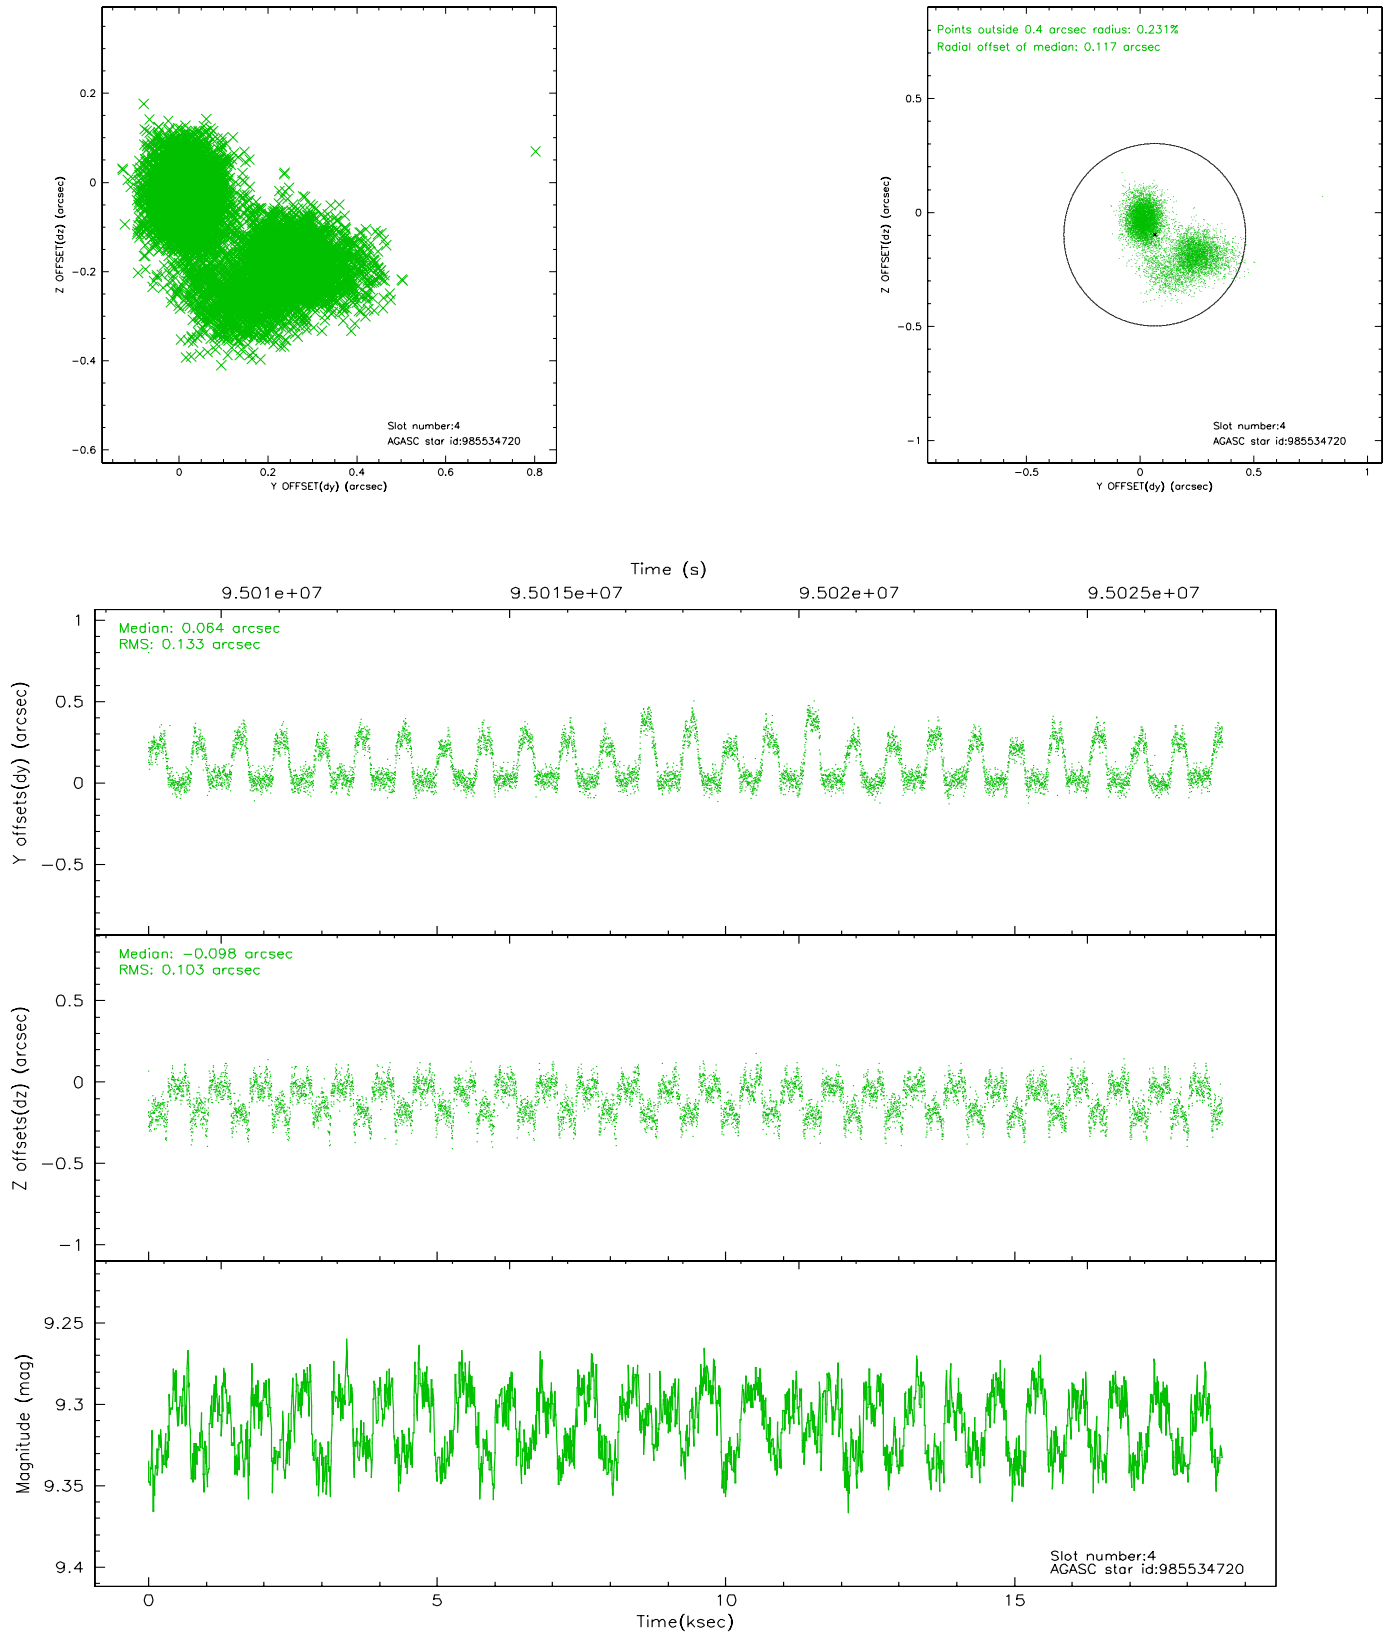 0.2
0
−0.2
−0.4
−0.6
Z OFFSET(dz) (arcsec)
0
0.2
0.4
0.6
0.8
Y OFFSET(dy) (arcsec)
Slot number:4
AGASC star id:985534720
Points outside 0.4 arcsec radius: 0.231%
Radial offset of median: 0.117 arcsec
0.5
0
−0.5
−1
Z OFFSET(dz) (arcsec)
−0.5
0
0.5
1
Y OFFSET(dy) (arcsec)
Slot number:4
AGASC star id:985534720
Time (s)
9.501e+07
9.5015e+07
9.502e+07
9.5025e+07
Median: 0.064 arcsec
RMS: 0.133 arcsec
1
0.5
0
−0.5
Y offsets(dy) (arcsec)
Median: −0.098 arcsec
RMS: 0.103 arcsec
0.5
0
−0.5
−1
Z offsets(dz) (arcsec)
9.25
9.3
9.35
9.4
Magnitude (mag)
Slot number:4
AGASC star id:985534720
0
5
10
15
Time(ksec)